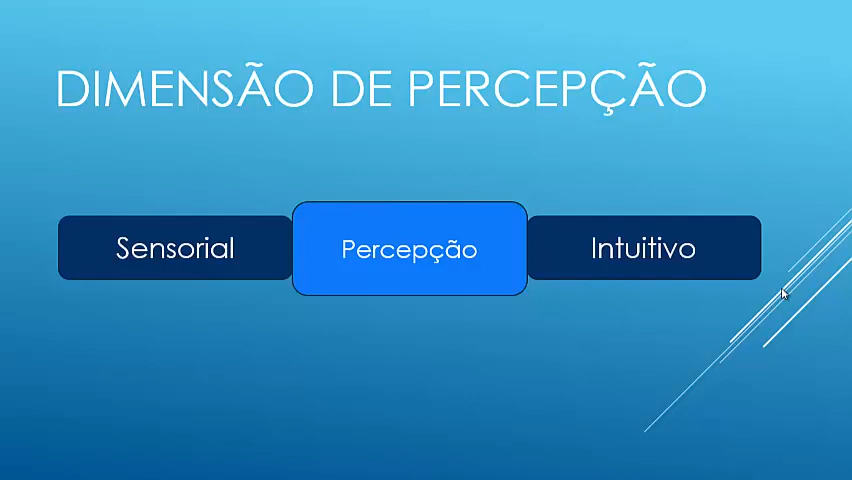 DIMENSÃO DE PERCEPÇÃO
Sensorial
Percepção
Intuitivo